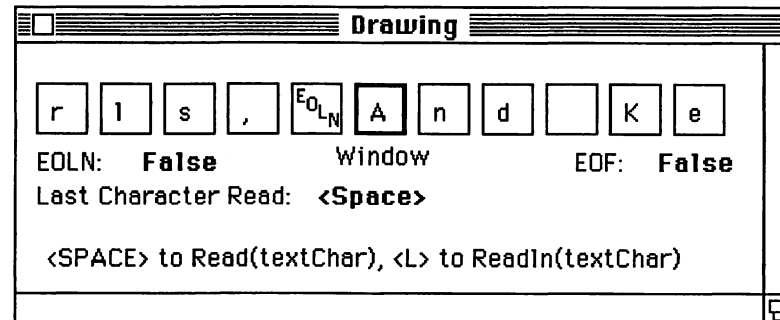 Drawing
r l s , EOLN A n d K e
EOLN: False Window EOF: False
Last Character Read: <Space>
<SPACE> to Read(textChar), <L> to Readln(textChar)